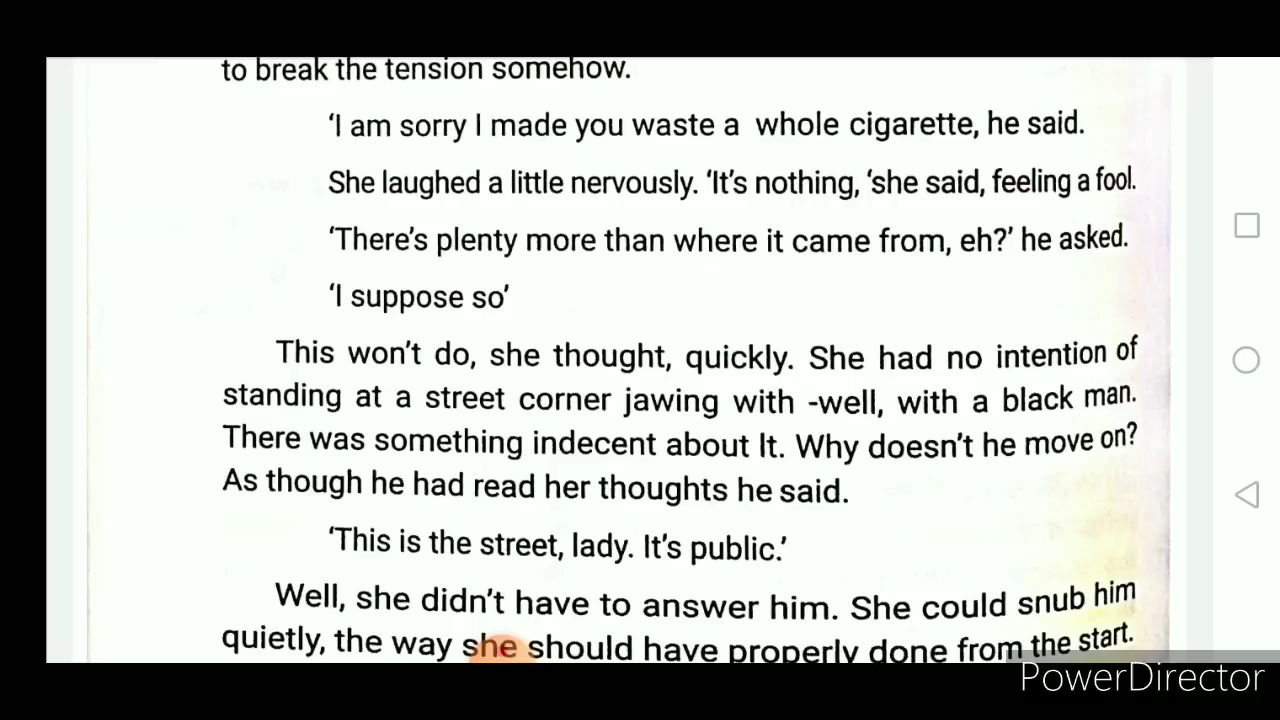 to break the tension somehow.
‘I am sorry I made you waste a whole cigarette, he said.
She laughed a little nervously. ‘It’s nothing, ‘she said, feeling a fool.
‘There’s plenty more than where it came from, eh?’ he asked.
‘I suppose so’
This won’t do, she thought, quickly. She had no intention of
standing at a street corner jawing with -well, with a black man.
There was something indecent about It. Why doesn’t he move on?
As though he had read her thoughts he said.
‘This is the street, lady. It’s public.’
Well, she didn’t have to answer him. She could snub him
quietly, the way she should have properly done from the start.
PowerDirector